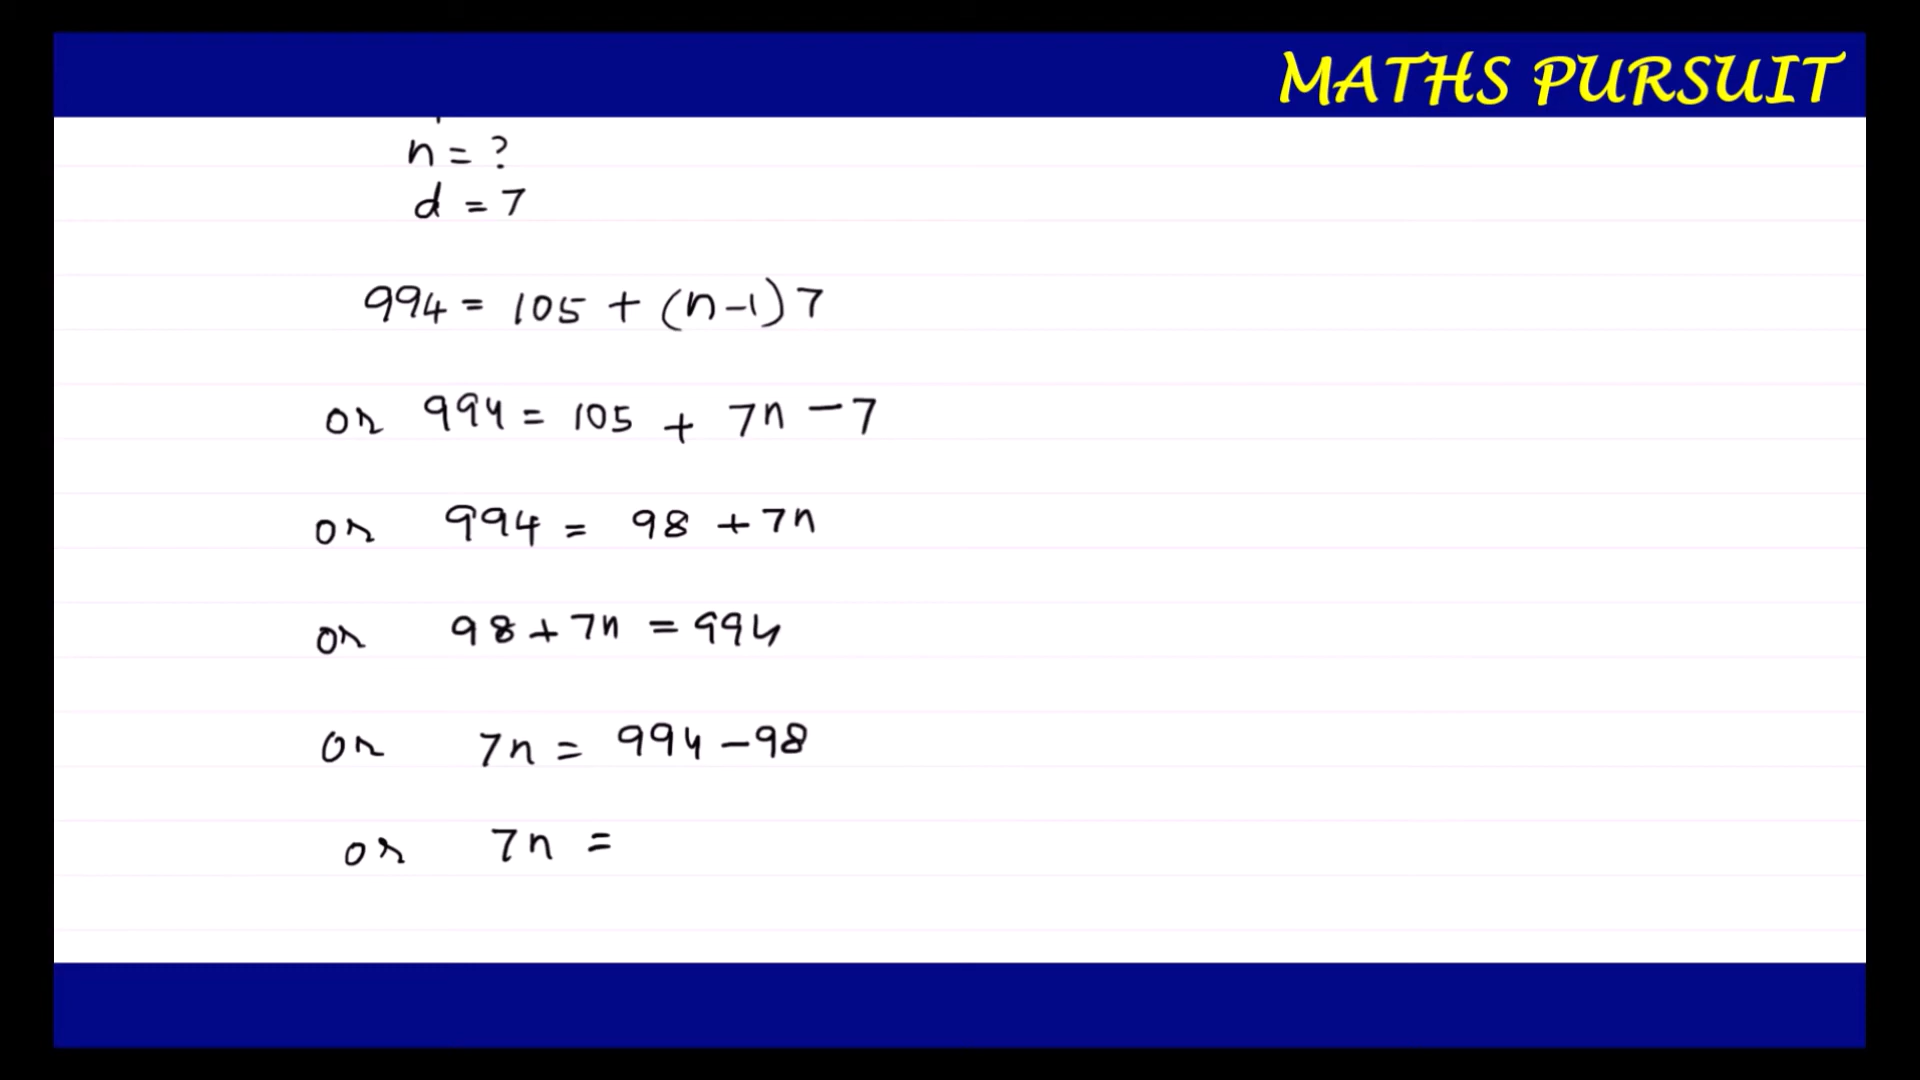 MATHS PURSUIT
n = ?
d = 7
994 = 105 + (n-1)7
or 994 = 105 + 7n - 7
or 994 = 98 + 7n
or 98 + 7n = 994
or 7n = 994 - 98
or 7n =